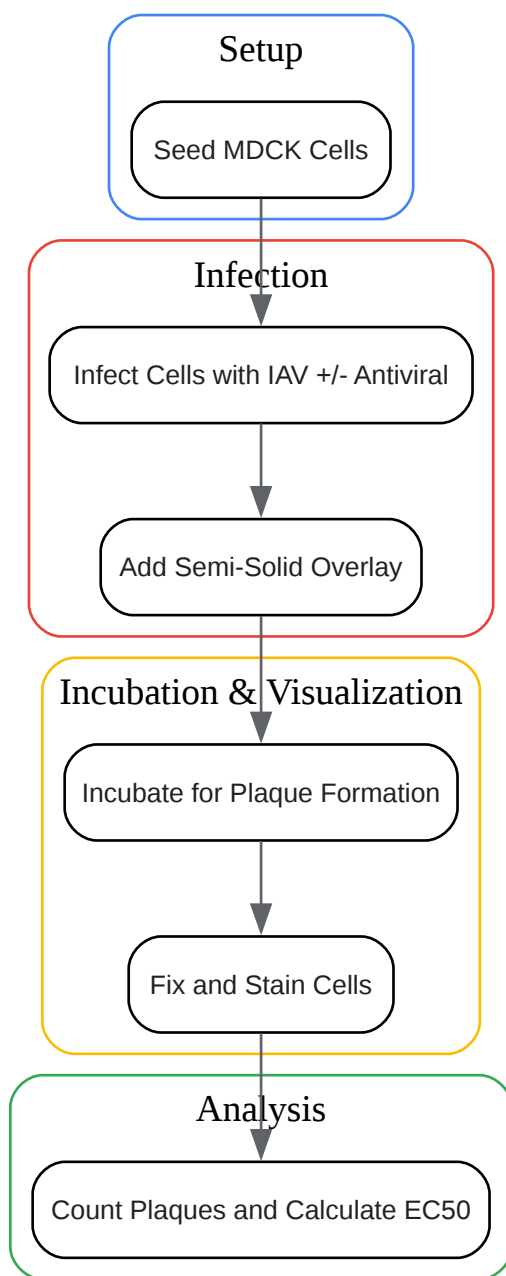 Setup
Seed MDCK Cells
Infection
Infect Cells with IAV +/- Antiviral
Add Semi-Solid Overlay
Incubation & Visualization
Incubate for Plaque Formation
Fix and Stain Cells
Analysis
Count Plaques and Calculate EC50